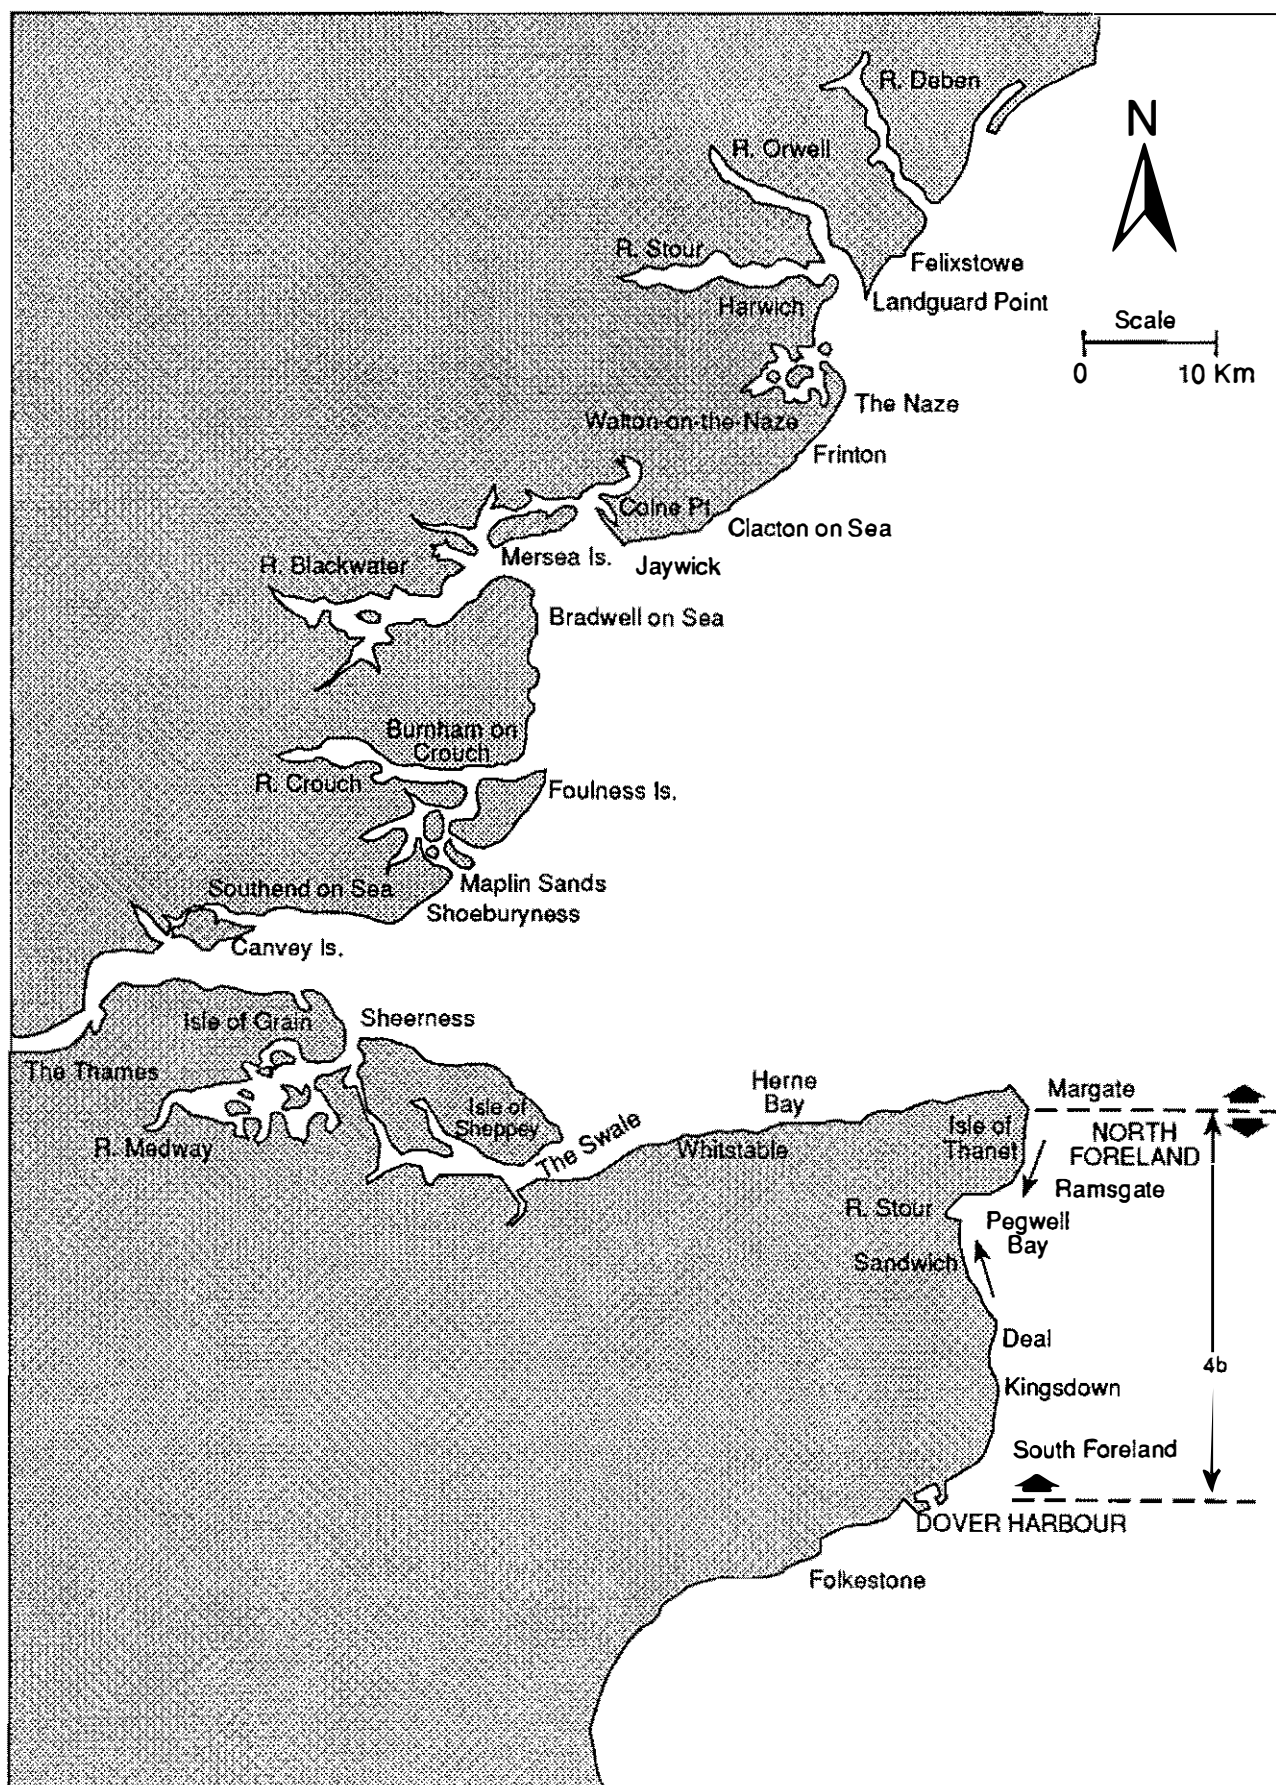 R. Deben
N
R. Orwell
R. Stour
Felixstowe
Harwich
Landguard Point
Scale
0 10 Km
The Naze
Walton-on-the-Naze
Frinton
Colne Pt.
Clacton on Sea
Mersea Is.
Jaywick
R. Blackwater
Bradwell on Sea
Burnham on
Crouch
R. Crouch
Foulness Is.
Maplin Sands
Southend on Sea
Shoeburyness
Canvey Is.
Isle of Grain
Sheerness
The Thames
Herne
Bay
Margate
Isle of
Sheppey
The Swale
Isle of
Thanet
NORTH
FORELAND
R. Medway
Whitstable
Ramsgate
R. Stour
Pegwell
Bay
Sandwich
Deal
4b
Kingsdown
South Foreland
DOVER HARBOUR
Folkestone